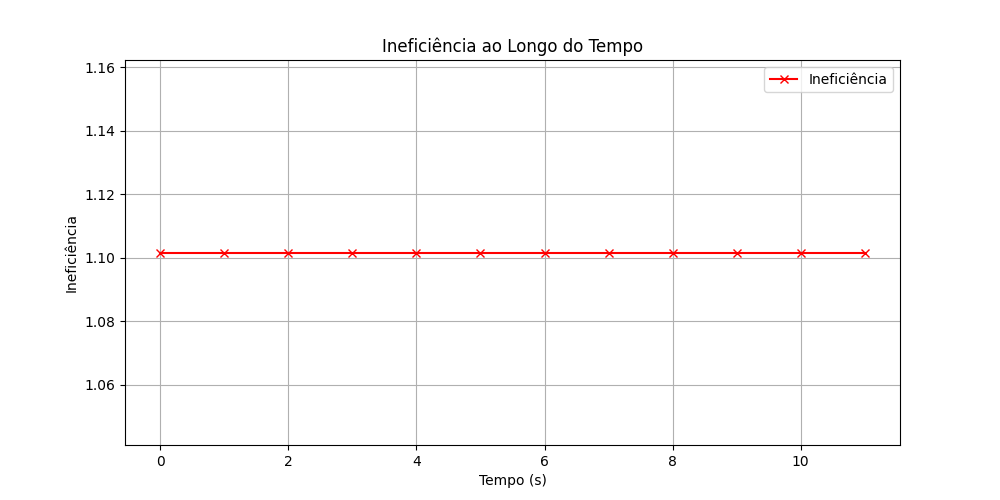 Ineficiência ao Longo do Tempo
Ineficiência
1.16
1.14
1.12
1.10
1.08
1.06
Ineficiência
0 2 4 6 8 10
Tempo (s)